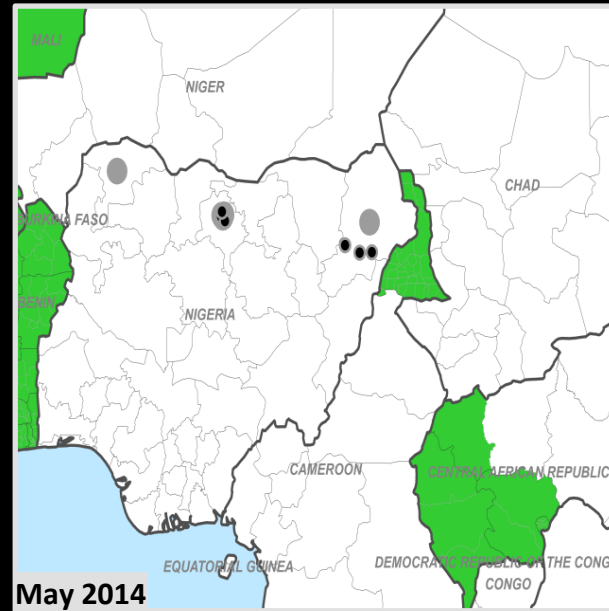 MALI
NIGER
CHAD
BURKINA FASO
BENIN
NIGERIA
CAMEROON
CENTRAL AFRICAN REPUBLIC
EQUATORIAL GUINEA
DEMOCRATIC REPUBLIC OF THE CONG
CONGO
May 2014